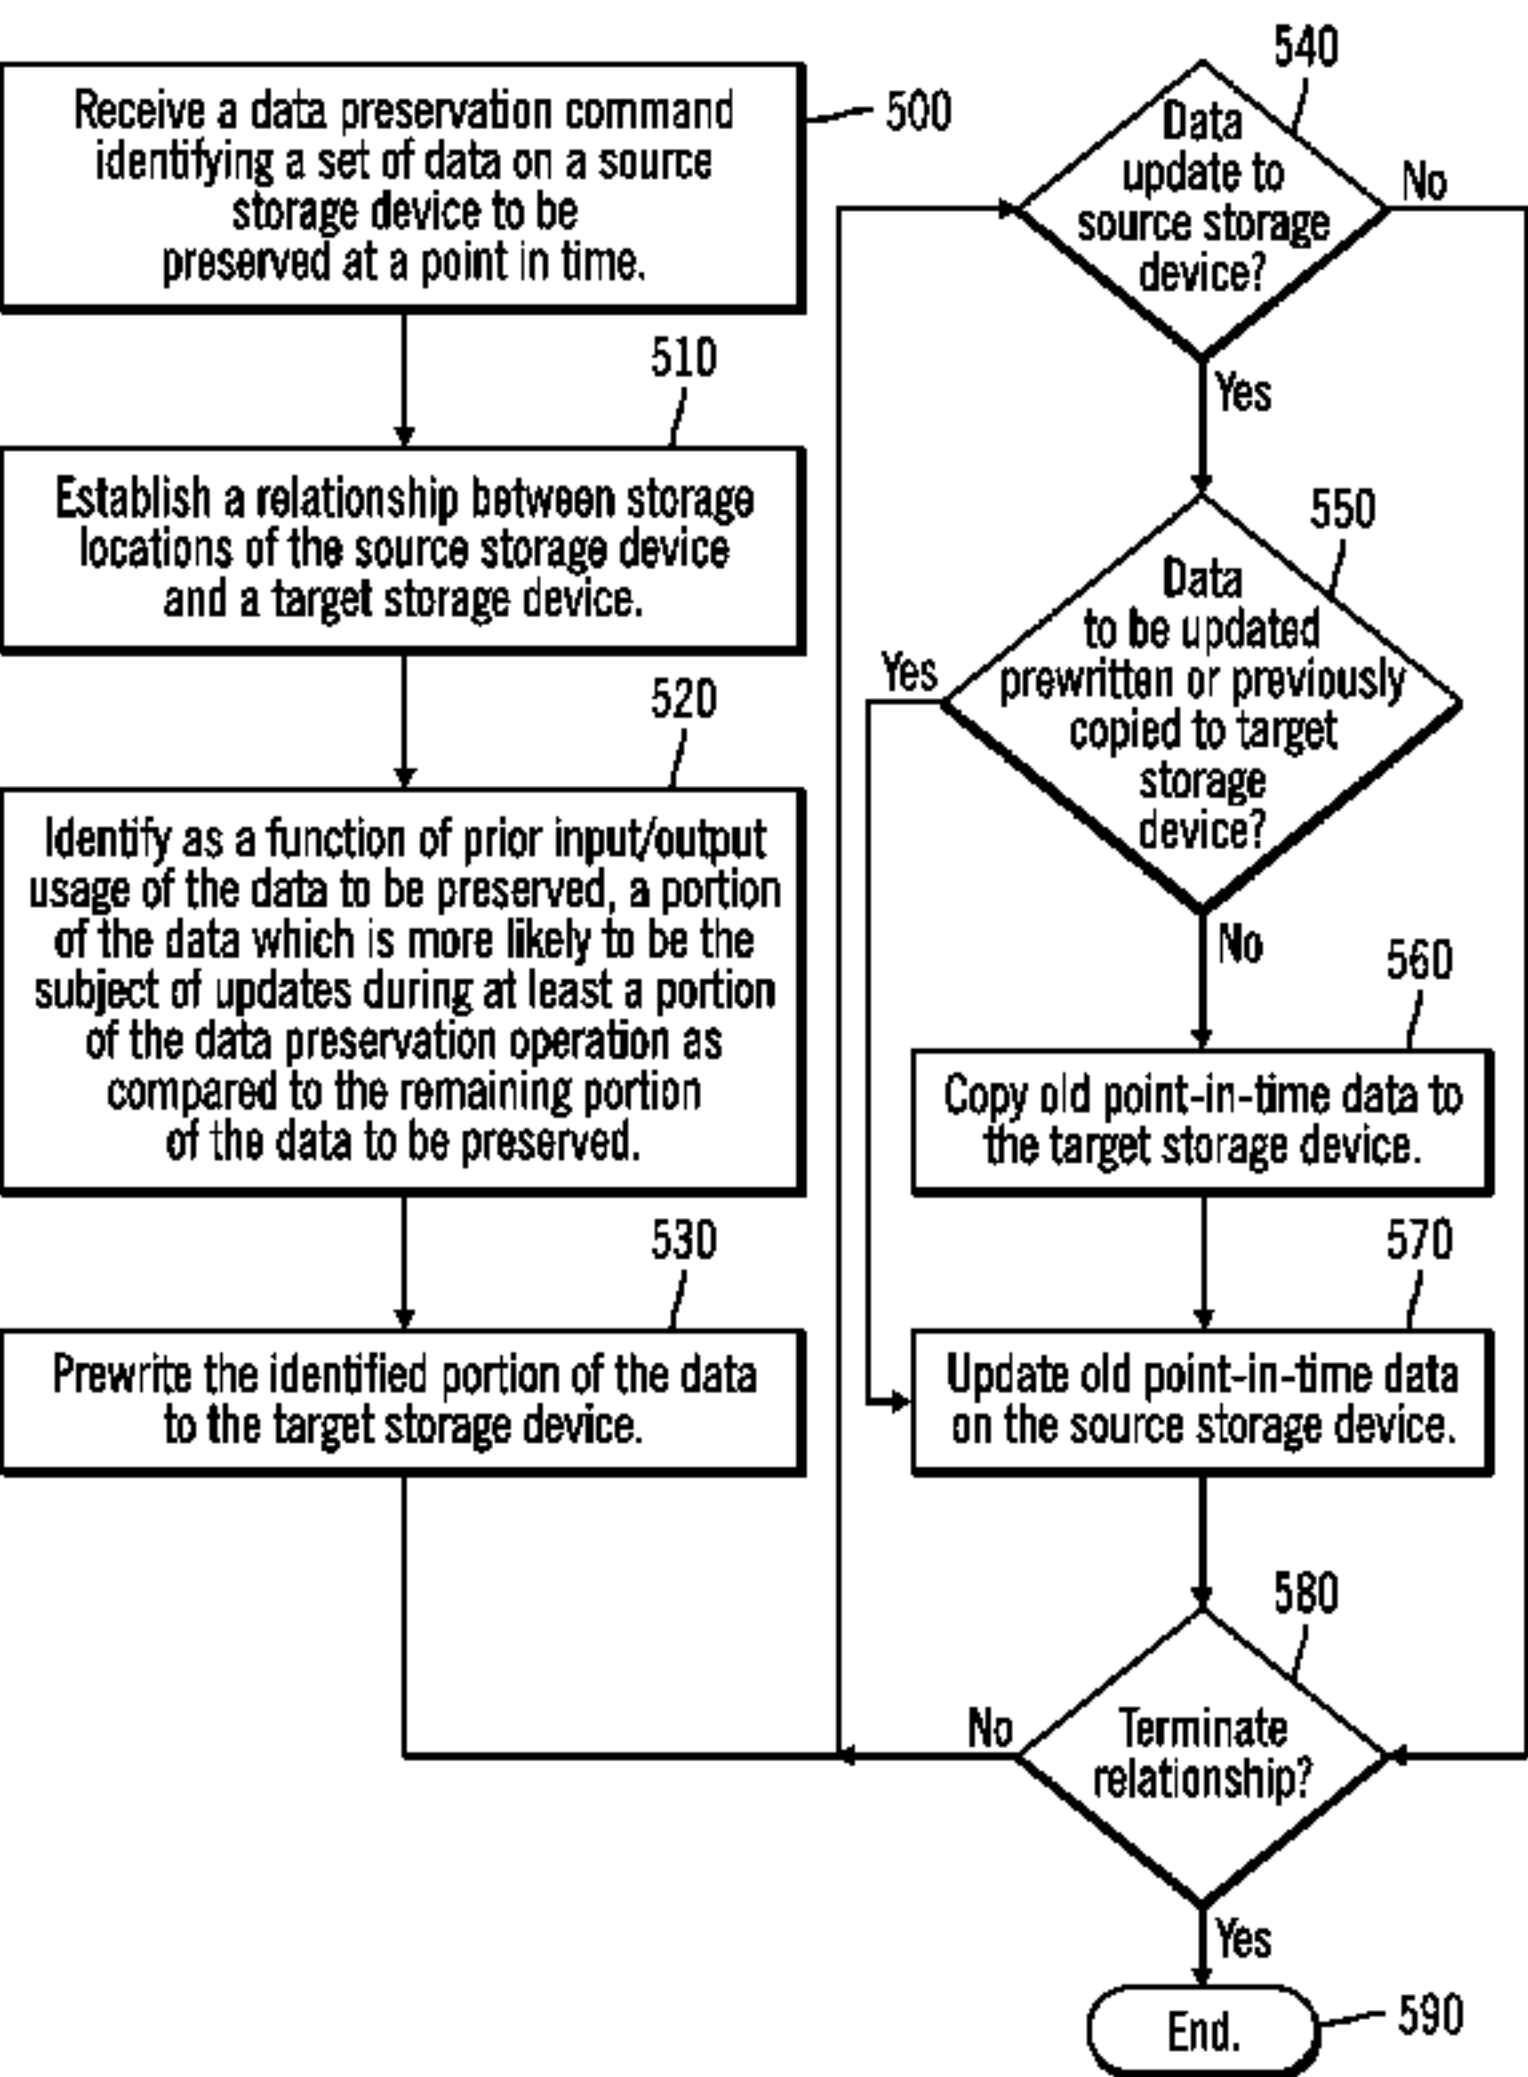 Receive a data preservation command
identifying a set of data on a source
storage device to be
preserved at a point in time.
500
510
Establish a relationship between storage
locations of the source storage device
and a target storage device.
520
Identify as a function of prior input/output
usage of the data to be preserved, a portion
of the data which is more likely to be the
subject of updates during at least a portion
of the data preservation operation as
compared to the remaining portion
of the data to be preserved.
530
Prewrite the identified portion of the data
to the target storage device.
540
Data
update to
source storage
device?
No
Yes
550
Data
to be updated
prewritten or previously
copied to target
storage
device?
Yes
No
560
Copy old point-in-time data to
the target storage device.
570
Update old point-in-time data
on the source storage device.
580
Terminate
relationship?
No
Yes
End.
590